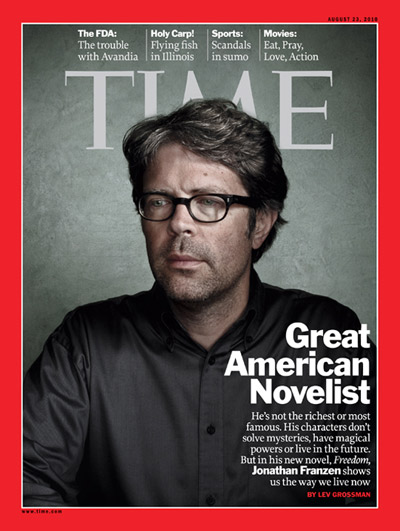 AUGUST 23, 2010
The FDA:
The trouble
with Avandia
Holy Carp!
Flying fish
in Illinois
Sports:
Scandals
in sumo
Movies:
Eat, Pray,
Love, Action
TIME
Great
American
Novelist
He's not the richest or most
famous. His characters don't
solve mysteries, have magical
powers or live in the future.
But in his new novel, Freedom,
Jonathan Franzen shows
us the way we live now
BY LEV GROSSMAN
www.time.com